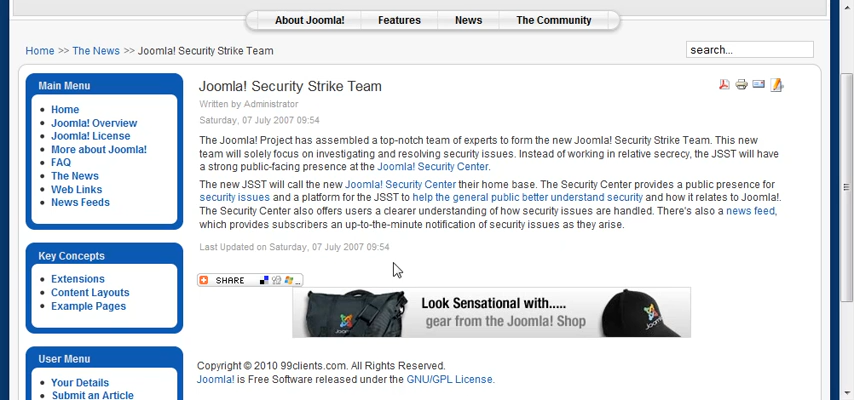 About Joomla!
Features
News
The Community
Home >> The News >> Joomla! Security Strike Team
search...
Main Menu
Home
Joomla! Overview
Joomla! License
More about Joomla!
FAQ
The News
Web Links
News Feeds
Key Concepts
Extensions
Content Layouts
Example Pages
User Menu
Your Details
Submit an Article
Joomla! Security Strike Team
Written by Administrator
Saturday, 07 July 2007 09:54
The Joomla! Project has assembled a top-notch team of experts to form the new Joomla! Security Strike Team. This new
team will solely focus on investigating and resolving security issues. Instead of working in relative secrecy, the JSST will have
a strong public-facing presence at the Joomla! Security Center.
The new JSST will call the new Joomla! Security Center their home base. The Security Center provides a public presence for
security issues and a platform for the JSST to help the general public better understand security and how it relates to Joomla!.
The Security Center also offers users a clearer understanding of how security issues are handled. There's also a news feed,
which provides subscribers an up-to-the-minute notification of security issues as they arise.
Last Updated on Saturday, 07 July 2007 09:54
SHARE
Look Sensational with.....
gear from the Joomla! Shop
Copyright © 2010 99clients.com. All Rights Reserved.
Joomla! is Free Software released under the GNU/GPL License.